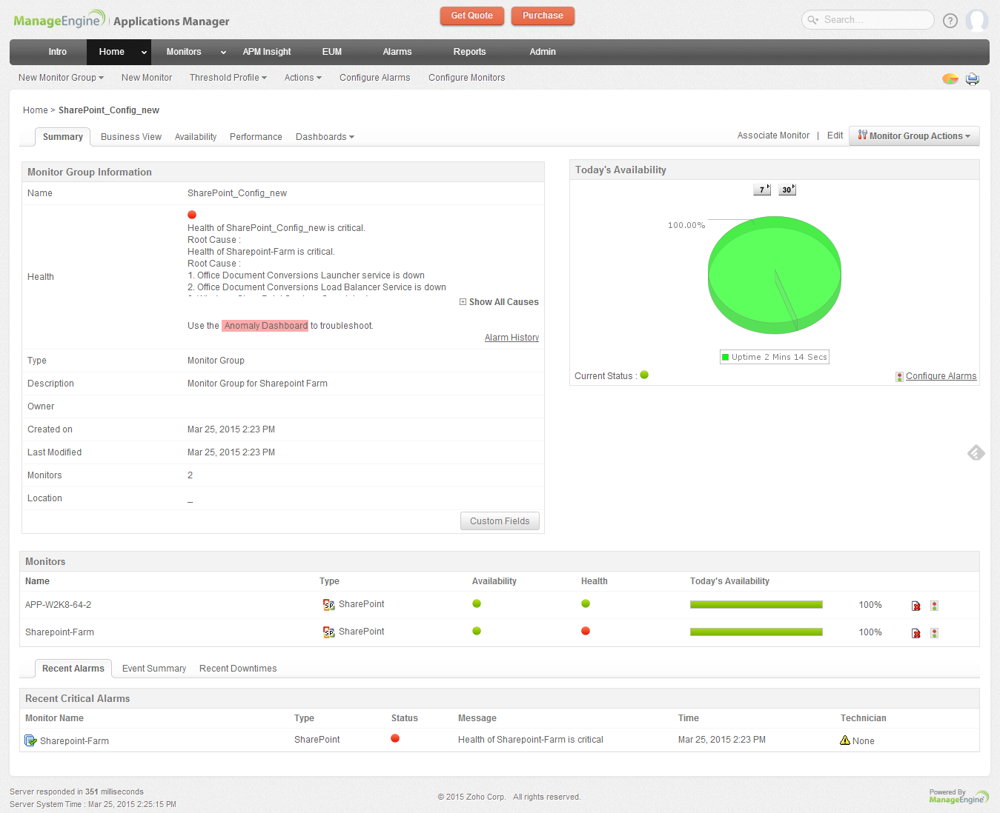 ManageEngine | Applications Manager
Get Quote
Purchase
Search...
?
Intro
Home
Monitors
APM Insight
EUM
Alarms
Reports
Admin
New Monitor Group
New Monitor
Threshold Profile
Actions
Configure Alarms
Configure Monitors
Home > SharePoint_Config_new
Summary
Business View
Availability
Performance
Dashboards
Associate Monitor | Edit
Monitor Group Actions
Monitor Group Information
Name SharePoint_Config_new
Health
Health of SharePoint_Config_new is critical.
Root Cause :
Health of Sharepoint-Farm is critical.
Root Cause :
1. Office Document Conversions Launcher service is down
2. Office Document Conversions Load Balancer Service is down
Show All Causes
Use the Anomaly Dashboard to troubleshoot.
Alarm History
Type Monitor Group
Description Monitor Group for Sharepoint Farm
Owner
Created on Mar 25, 2015 2:23 PM
Last Modified Mar 25, 2015 2:23 PM
Monitors 2
Location _
Custom Fields
Today's Availability
7 30
100.00%
Uptime 2 Mins 14 Secs
Current Status :
Configure Alarms
Monitors
Name Type Availability Health Today's Availability
APP-W2K8-64-2 SharePoint 100%
Sharepoint-Farm SharePoint 100%
Recent Alarms
Event Summary
Recent Downtimes
Recent Critical Alarms
Monitor Name Type Status Message Time Technician
Sharepoint-Farm SharePoint Health of Sharepoint-Farm is critical Mar 25, 2015 2:23 PM None
Server responded in 351 milliseconds
Server System Time : Mar 25, 2015 2:25:15 PM
© 2015 Zoho Corp. All rights reserved.
Powered By
ManageEngine